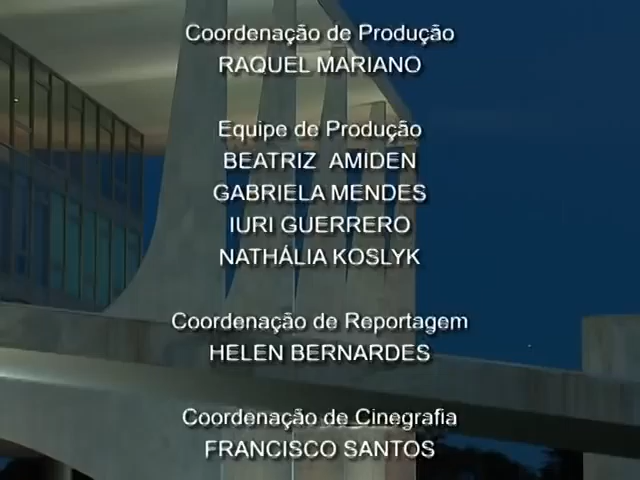 Coordenação de Produção
RAQUEL MARIANO
Equipe de Produção
BEATRIZ AMIDEN
GABRIELA MENDES
IURI GUERRERO
NATHÁLIA KOSLYK
Coordenação de Reportagem
HELEN BERNARDES
Coordenação de Cinegrafia
FRANCISCO SANTOS